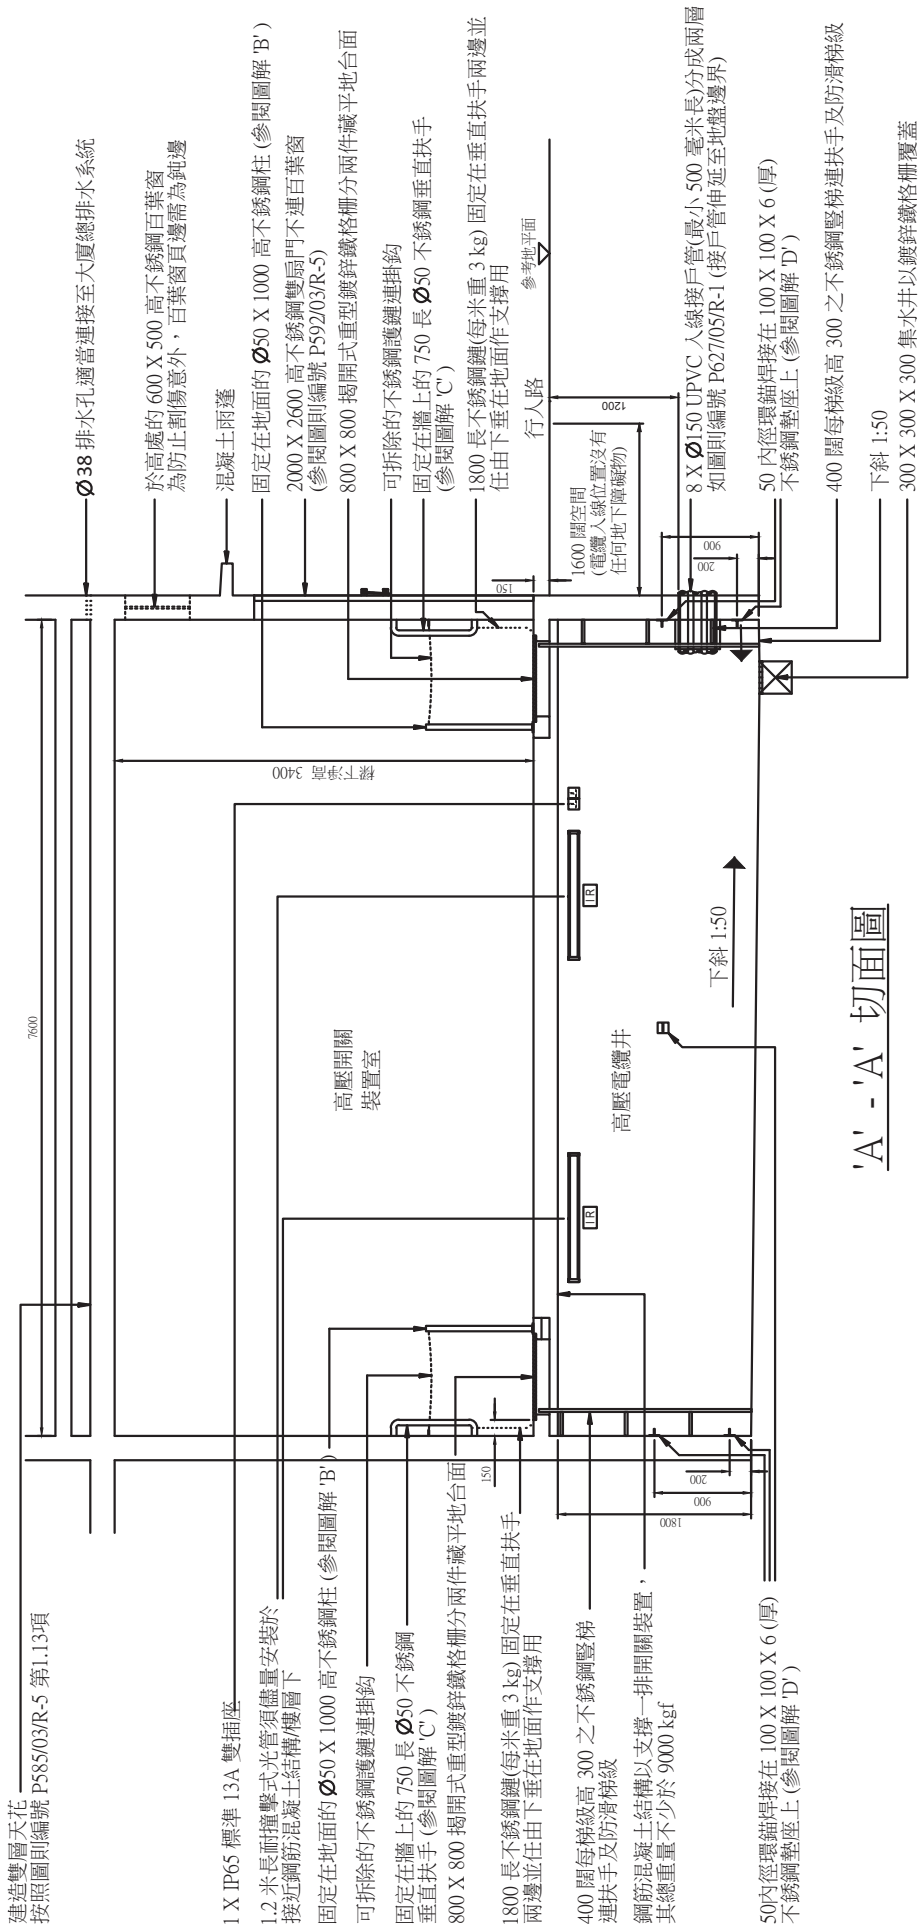 建造雙層天花
按照圖則編號 P585/03/R-5 第1.13項
1 X IP65 標準 13A 雙插座
1.2 米長耐撞擊式光管須儘量安裝於
接近鋼筋混凝土結構/樓層下
固定在地面的 Ø50 X 1000 高不銹鋼柱 (參閱圖解 'B' )
可拆除的不銹鋼護鏈連掛鈎
固定在牆上的 750 長 Ø50 不銹鋼
垂直扶手 (參閱圖解 'C' )
800 X 800 揭開式重型鍍鋅鐵格柵分兩件藏平地台面
1800 長不銹鋼鏈(每米重 3 kg) 固定在垂直扶手
兩邊並任由下垂在地面作支撐用
400 闊每梯級高 300 之不銹鋼豎梯
連扶手及防滑梯級
鋼筋混凝土結構以支撐一排開關裝置，
其總重量不少於 9000 kgf
50內徑環錨焊接在 100 X 100 X 6 (厚)
不銹鋼墊座上 (參閱圖解 'D' )
7600
高壓開關
裝置室
樑下淨高 3400
150
IR
IR
高壓電纜井
下斜 1:50
1800
900
200
Ø38 排水孔適當連接至大廈總排水系統
於高處的 600 X 500 高不銹鋼百葉窗
為防止割傷意外，百葉窗頁邊需為鈍邊
混凝土雨蓬
固定在地面的 Ø50 X 1000 高不銹鋼柱 (參閱圖解 'B' )
2000 X 2600 高不銹鋼雙扇門不連百葉窗
(參閱圖則編號 P592/03/R-5)
800 X 800 揭開式重型鍍鋅鐵格柵分兩件藏平地台面
可拆除的不銹鋼護鏈連掛鈎
固定在牆上的 750 長 Ø50 不銹鋼垂直扶手
(參閱圖解 'C' )
1800 長不銹鋼鏈(每米重 3 kg) 固定在垂直扶手兩邊並
任由下垂在地面作支撐用
行人路
參考地平面
150
1600 闊空間
(電纜入線位置沒有
任何地下障礙物)
1200
8 X Ø150 UPVC 入線接戶管(最小 500 毫米長)分成兩層
如圖則編號 P627/05/R-1 (接戶管伸延至地盤邊界)
900
200
50 內徑環錨焊接在 100 X 100 X 6 (厚)
不銹鋼墊座上 (參閱圖解 'D' )
400 闊每梯級高 300 之不銹鋼豎梯連扶手及防滑梯級
下斜 1:50
300 X 300 X 300 集水井以鍍鋅鐵格柵覆蓋
'A' - 'A' 切面圖